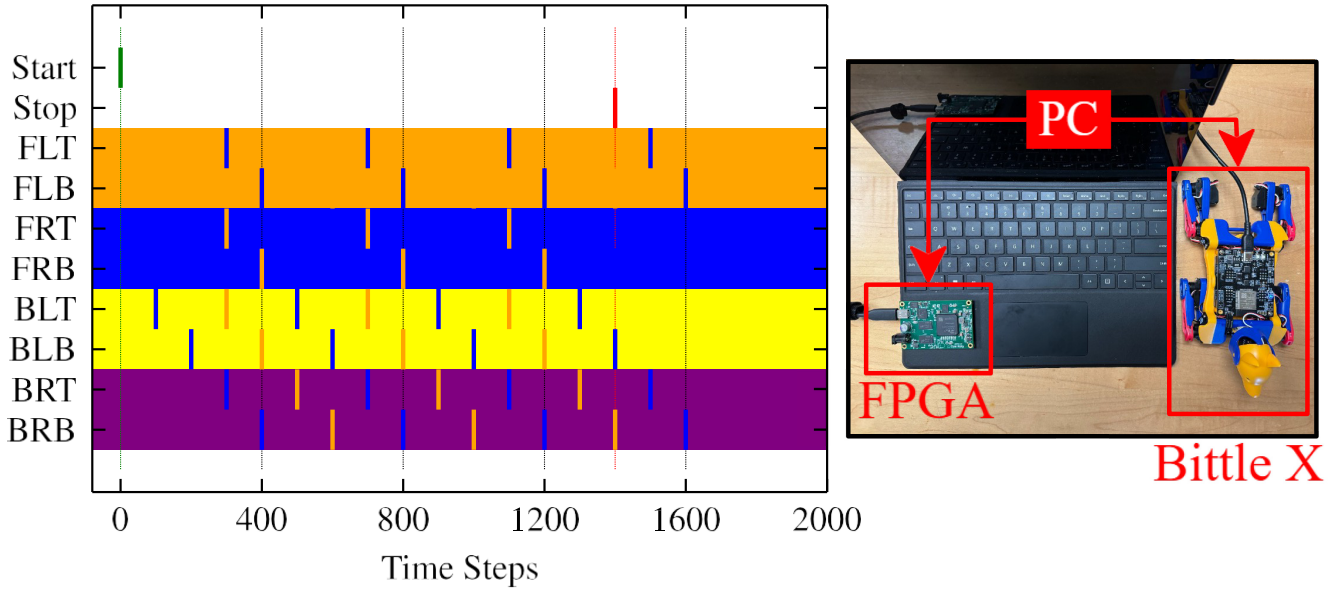 Start
Stop
FLT
FLB
FRT
FRB
BLT
BLB
BRT
BRB
0 400 800 1200 1600 2000
Time Steps
PC
FPGA
Bittle X